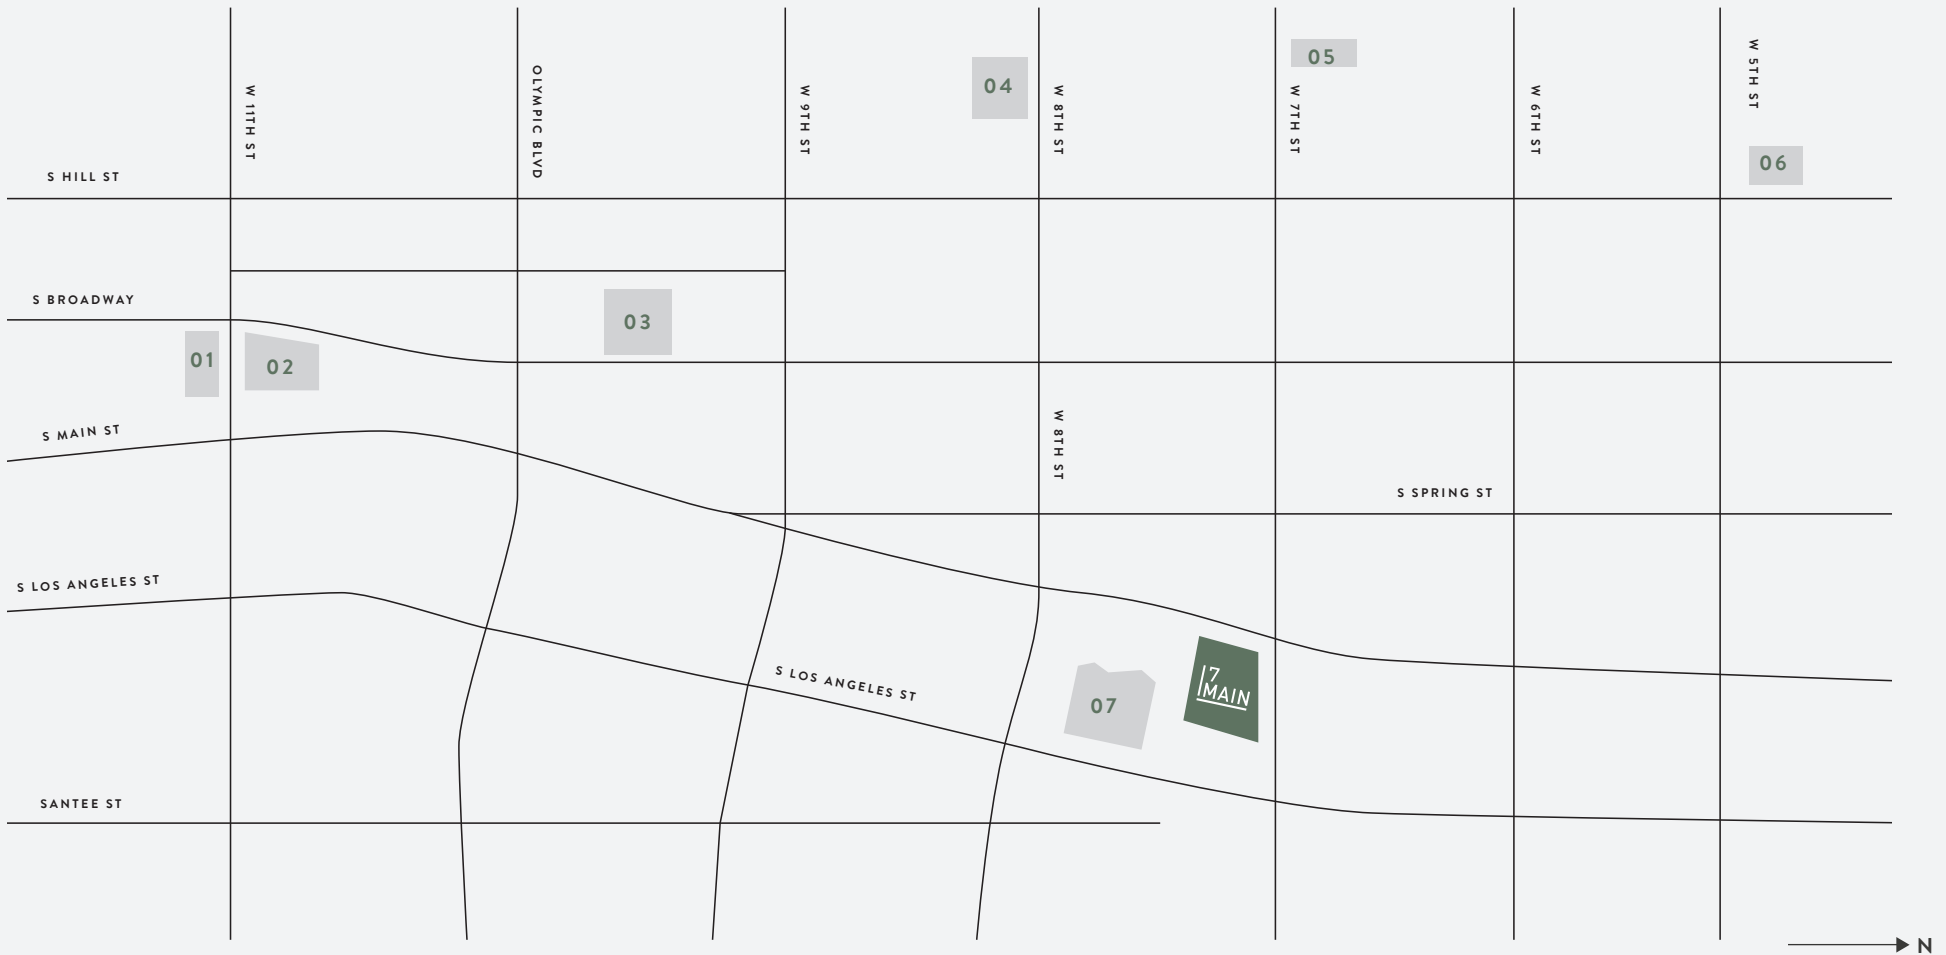 W 5TH ST
05
OLYMPIC BLVD
04
W 11TH ST
W 9TH ST
W 8TH ST
W 7TH ST
W 6TH ST
06
S HILL ST
S BROADWAY
03
01
02
S MAIN ST
W 8TH ST
S SPRING ST
S LOS ANGELES ST
S LOS ANGELES ST
7
MAIN
07
SANTEE ST
N